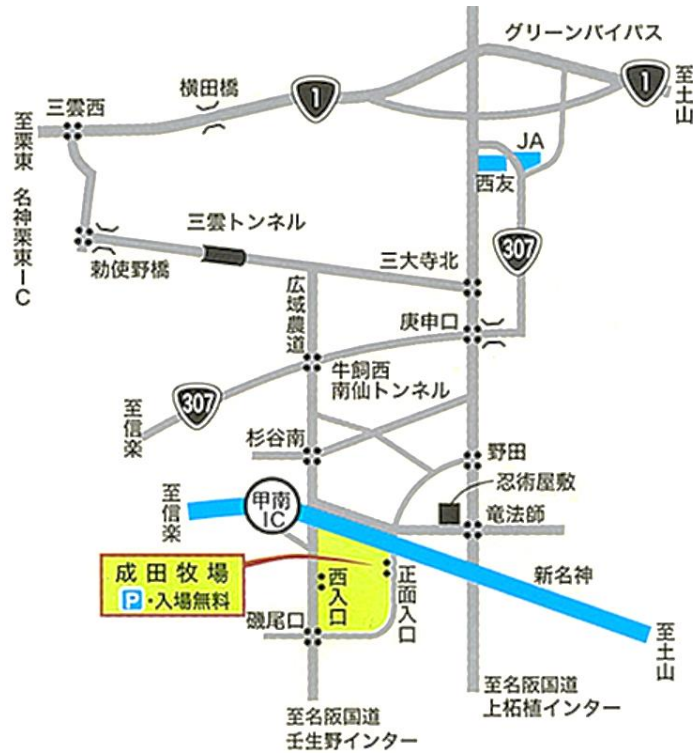 グリーンバイパス
至土山
1
1
横田橋
三雲西
至栗東 名神栗東IC
JA
西友
307
三雲トンネル
勅使野橋
三大寺北
広域農道
庚申口
牛飼西
南仙トンネル
307
至信楽
杉谷南
野田
忍術屋敷
至信楽
甲南
IC
竜法師
成田牧場
P・入場無料
西入口
正面入口
新名神
磯尾口
至土山
至名阪国道
上柘植インター
至名阪国道
壬生野インター